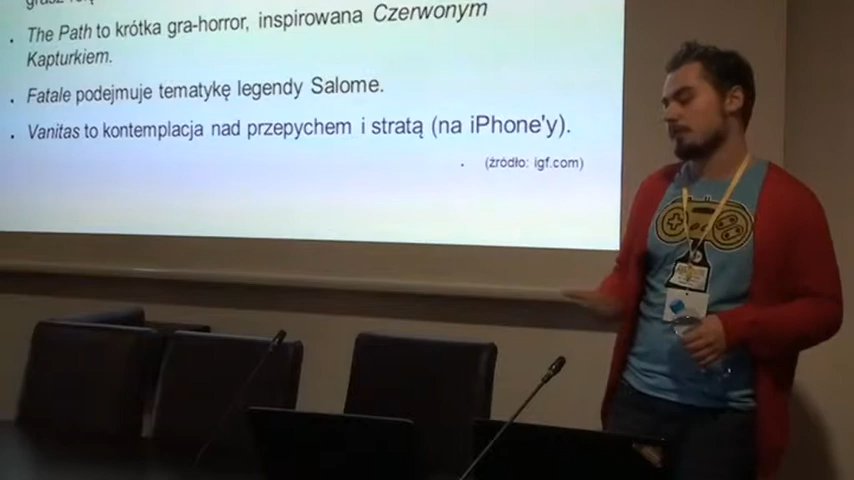 The Path to krótka gra-horror, inspirowana Czerwonym
Kapturkiem.
Fatale podejmuje tematykę legendy Salome.
Vanitas to kontemplacja nad przepychem i stratą (na iPhone'y).
(źródło: igf.com)